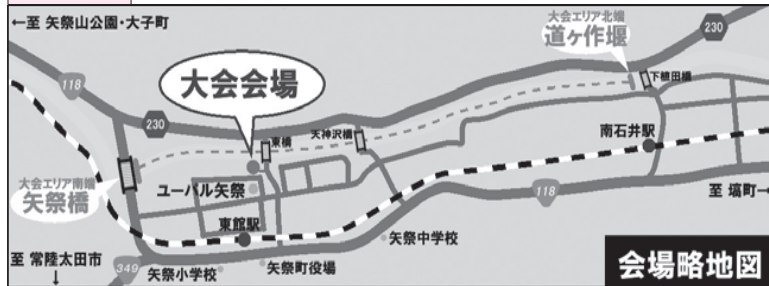 ←至 矢祭山公園・大子町
大会エリア北端
道ヶ作堰
230
118
大会会場
下植田橋
230
東橋
天神沢橋
南石井駅
大会エリア南端
矢祭橋
ユーパル矢祭
118
至 塙町→
東館駅
矢祭中学校
至 常陸太田市
↓
349
矢祭小学校
矢祭町役場
会場略地図